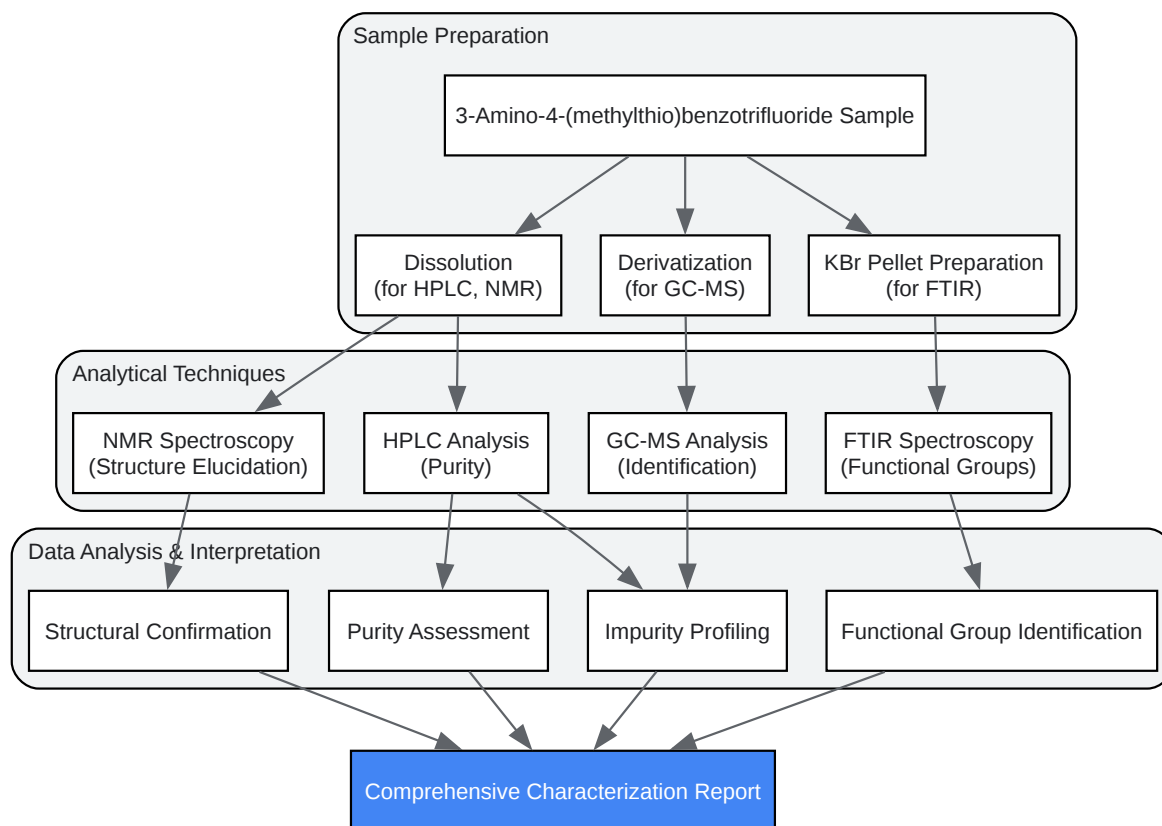 Sample Preparation
3-Amino-4-(methylthio)benzotrifluoride Sample
Dissolution
(for HPLC, NMR)
Derivatization
(for GC-MS)
KBr Pellet Preparation
(for FTIR)
Analytical Techniques
NMR Spectroscopy
(Structure Elucidation)
HPLC Analysis
(Purity)
GC-MS Analysis
(Identification)
FTIR Spectroscopy
(Functional Groups)
Data Analysis & Interpretation
Structural Confirmation
Purity Assessment
Impurity Profiling
Functional Group Identification
Comprehensive Characterization Report